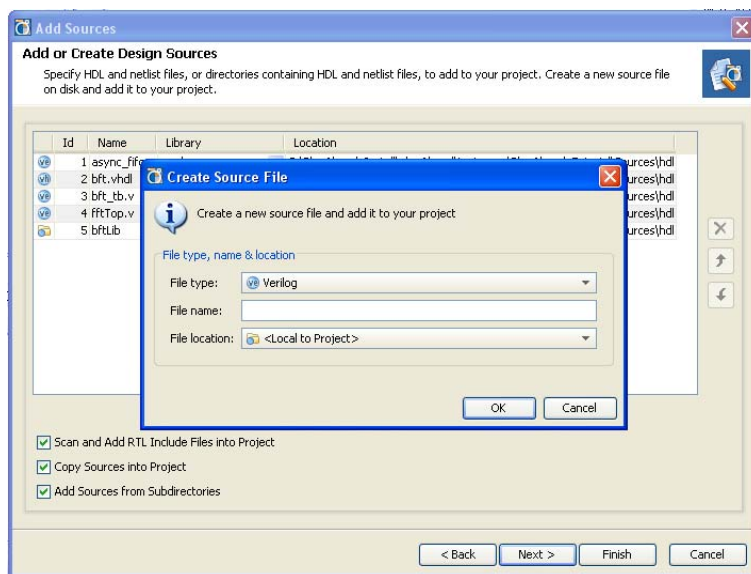 Add Sources
Add or Create Design Sources
Specify HDL and netlist files, or directories containing HDL and netlist files, to add to your project. Create a new source file
on disk and add it to your project.
Id Name Library Location
1 async_fifo
2 bft.vhdl urces\hdl
3 bft_tb.v urces\hdl
4 fftTop.v urces\hdl
5 bftLib urces\hdl
Create Source File
Create a new source file and add it to your project
File type, name & location
File type: Verilog
File name:
File location: <Local to Project>
OK Cancel
Scan and Add RTL Include Files into Project
Copy Sources into Project
Add Sources from Subdirectories
< Back Next > Finish Cancel